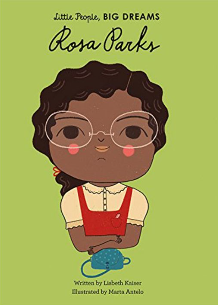 Little People, BIG DREAMS
Rosa Parks
Written by Lisbeth Kaiser
Illustrated by Marta Antelo